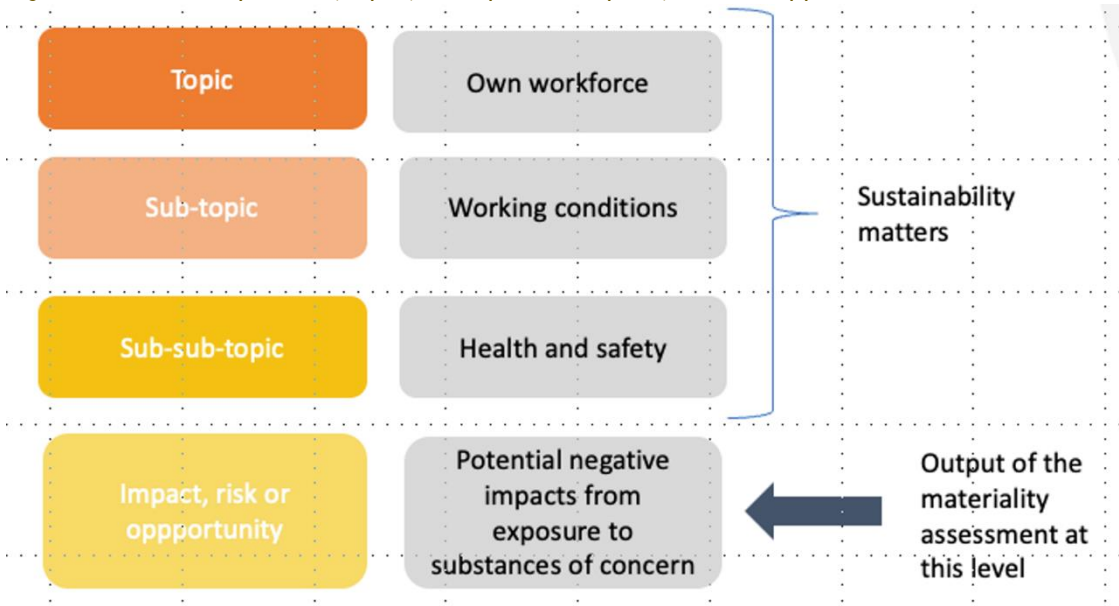 Topic
Own workforce
Sub-topic
Working conditions
Sustainability
matters
Sub-sub-topic
Health and safety
Impact, risk or
oppportunity
Potential negative
impacts from
exposure to
substances of concern
Output of the
materiality
assessment at
this level